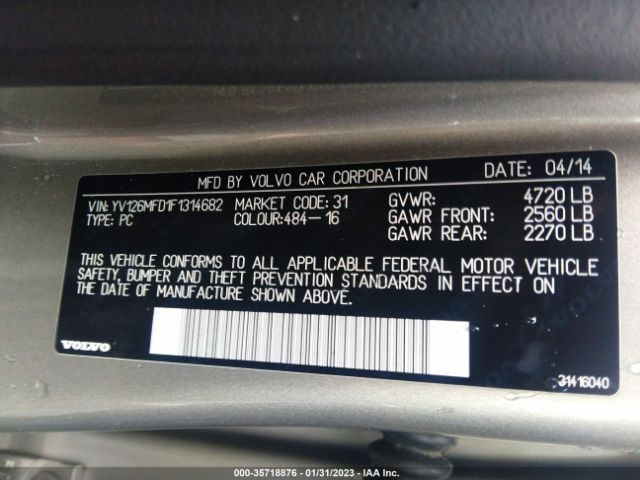 MFD BY VOLVO CAR CORPORATION DATE: 04/14
VIN: YV126MFD1F1314682 MARKET CODE: 31 GVWR: 4720 LB
TYPE: PC COLOUR:484-16 GAWR FRONT: 2560 LB
GAWR REAR: 2270 LB
THIS VEHICLE CONFORMS TO ALL APPLICABLE FEDERAL MOTOR VEHICLE
SAFETY, BUMPER AND THEFT PREVENTION STANDARDS IN EFFECT ON
THE DATE OF MANUFACTURE SHOWN ABOVE.
VOLVO
31416040
000-35718876 - 01/31/2023 - IAA Inc.